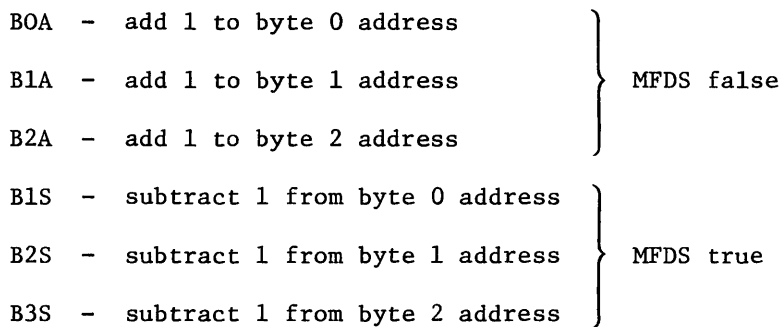 BOA - add 1 to byte 0 address
B1A - add 1 to byte 1 address MFDS false
B2A - add 1 to byte 2 address
B1S - subtract 1 from byte 0 address
B2S - subtract 1 from byte 1 address MFDS true
B3S - subtract 1 from byte 2 address